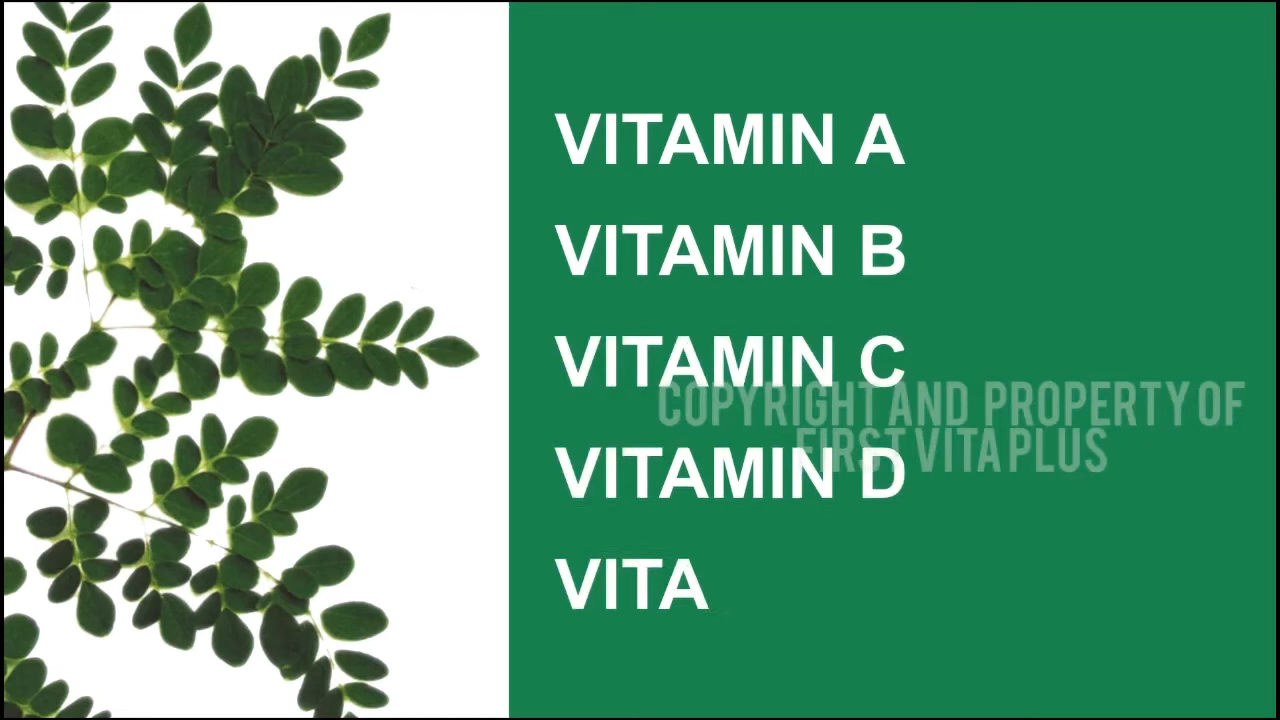 VITAMIN A
VITAMIN B
VITAMIN C
COPYRIGHT AND PROPERTY OF
FIRST VITA PLUS
VITAMIN D
VITA